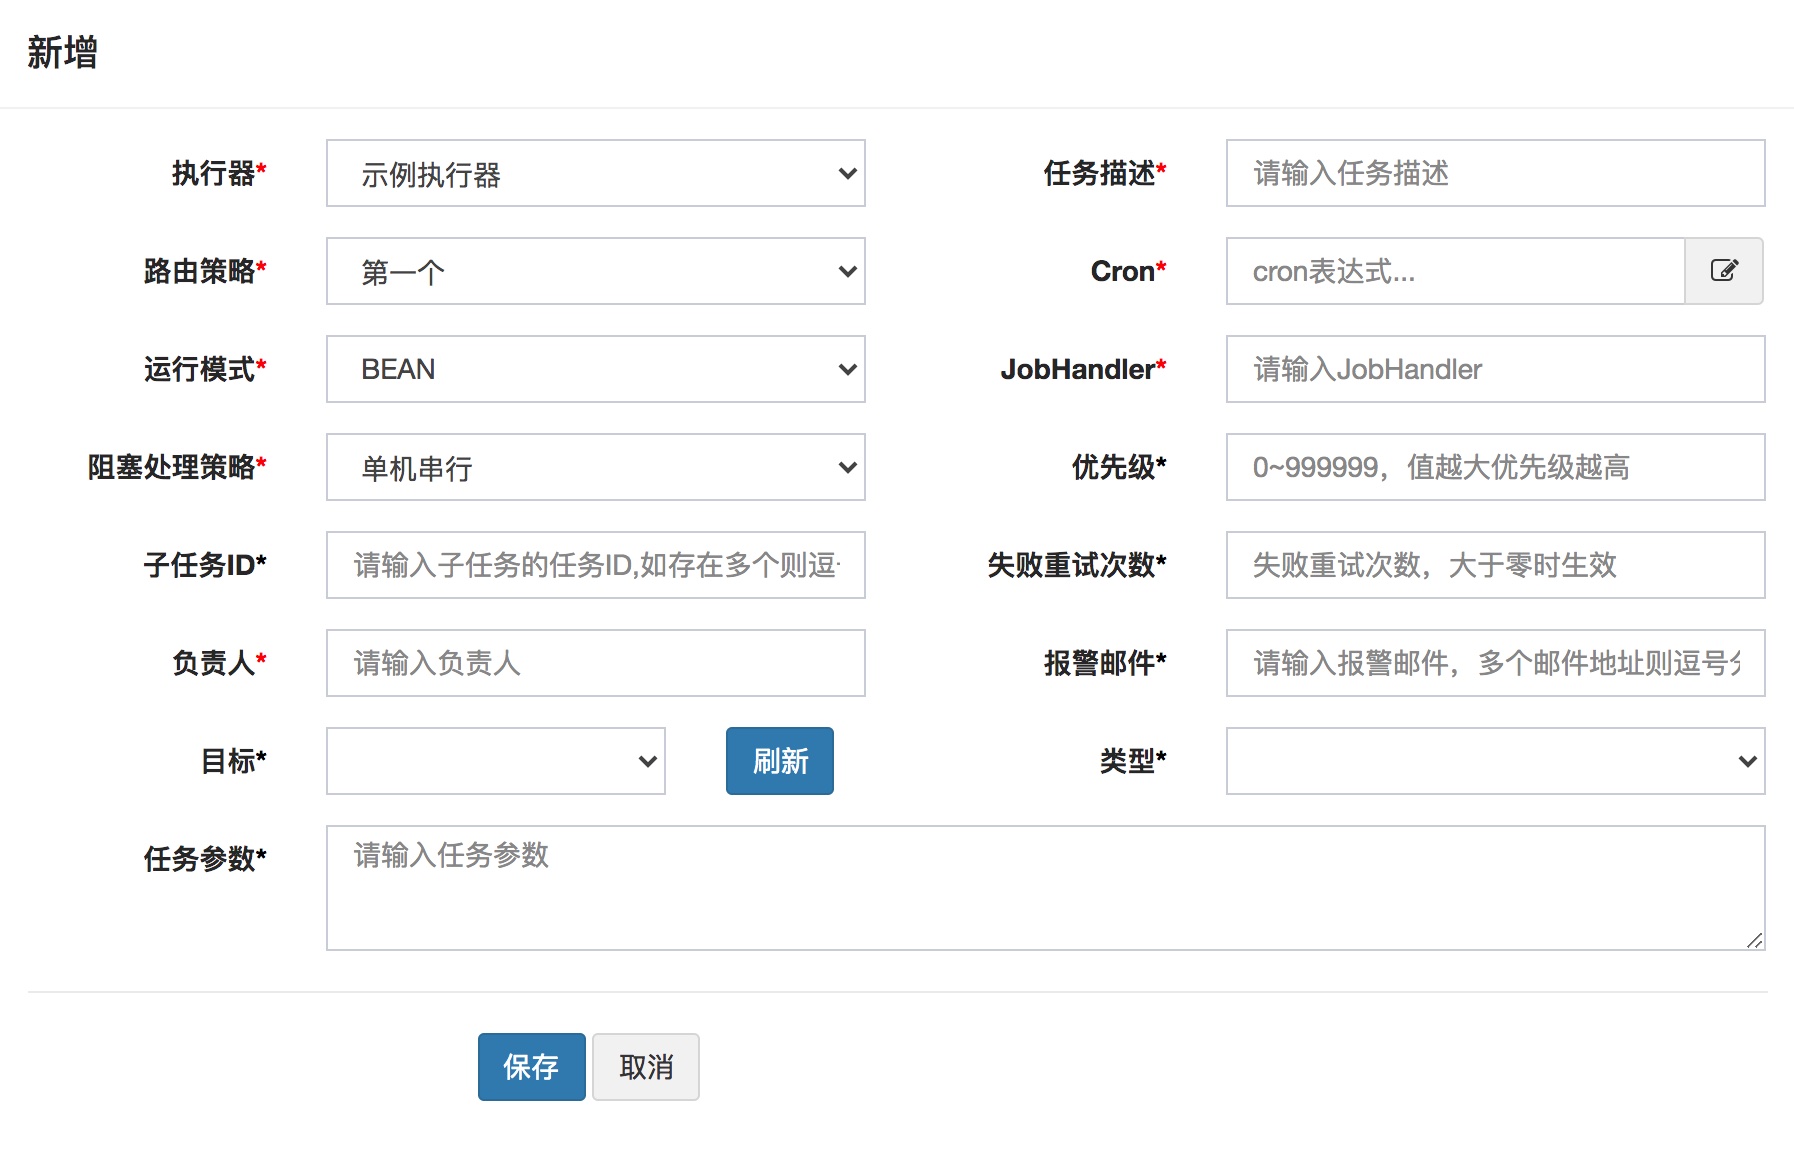 新增
执行器* 示例执行器 任务描述* 请输入任务描述
路由策略* 第一个 Cron* cron表达式...
运行模式* BEAN JobHandler* 请输入JobHandler
阻塞处理策略* 单机串行 优先级* 0~999999，值越大优先级越高
子任务ID* 请输入子任务的任务ID,如存在多个则逗 失败重试次数* 失败重试次数，大于零时生效
负责人* 请输入负责人 报警邮件* 请输入报警邮件，多个邮件地址则逗号
目标* 刷新 类型*
任务参数* 请输入任务参数
保存 取消